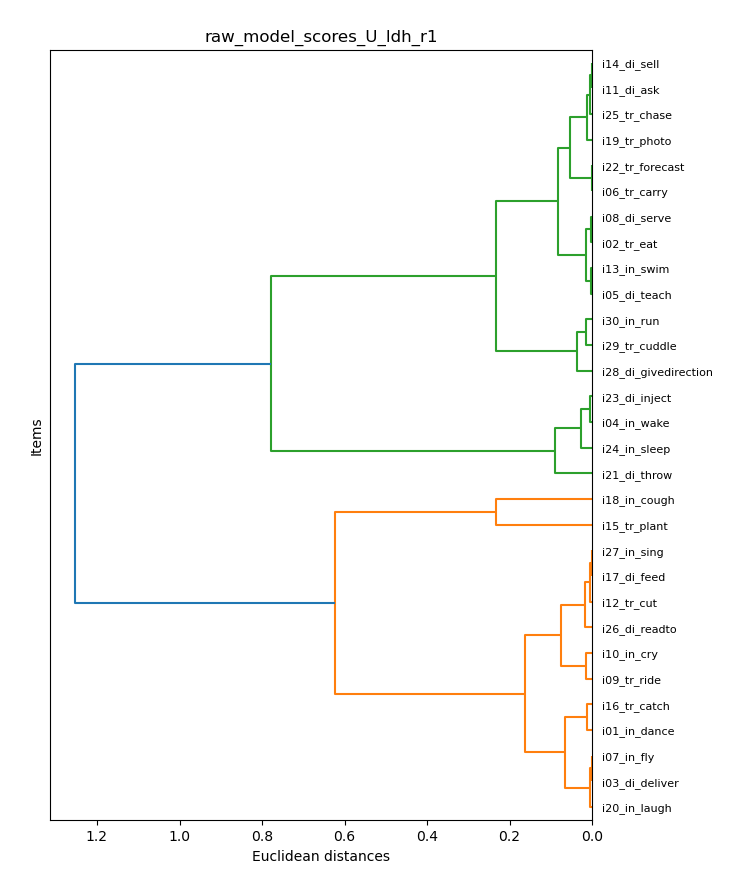 raw_model_scores_U_ldh_r1
i14_di_sell
i11_di_ask
i25_tr_chase
i19_tr_photo
i22_tr_forecast
i06_tr_carry
i08_di_serve
i02_tr_eat
i13_in_swim
i05_di_teach
i30_in_run
i29_tr_cuddle
i28_di_givedirection
i23_di_inject
i04_in_wake
i24_in_sleep
i21_di_throw
i18_in_cough
i15_tr_plant
i27_in_sing
i17_di_feed
i12_tr_cut
i26_di_readto
i10_in_cry
i09_tr_ride
i16_tr_catch
i01_in_dance
i07_in_fly
i03_di_deliver
i20_in_laugh
Items
1.2 1.0 0.8 0.6 0.4 0.2 0.0
Euclidean distances